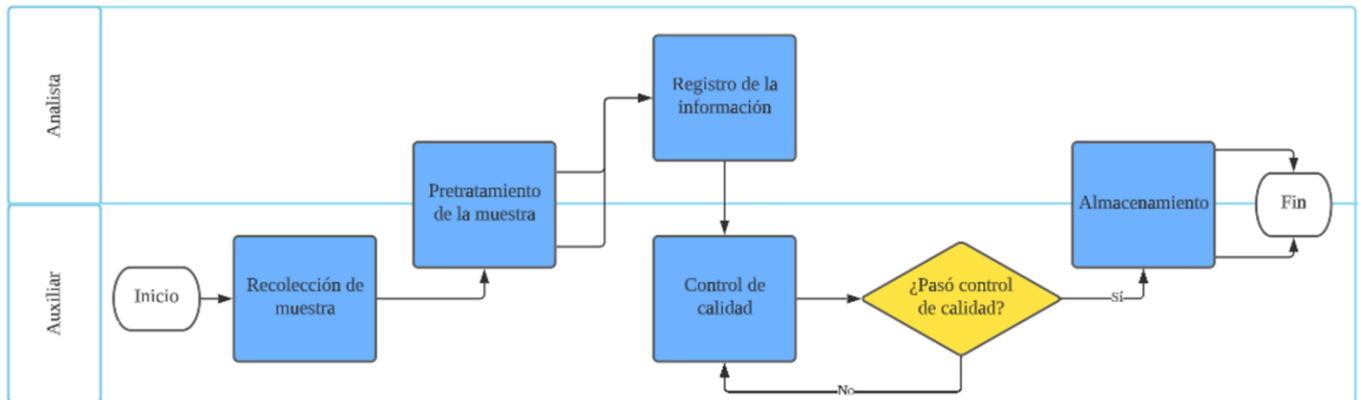 Analista
Registro de la
información
Pretratamiento
de la muestra
Almacenamiento
Fin
Auxiliar
Inicio
Recolección de
muestra
Control de
calidad
¿Pasó control
de calidad?
Sí
No